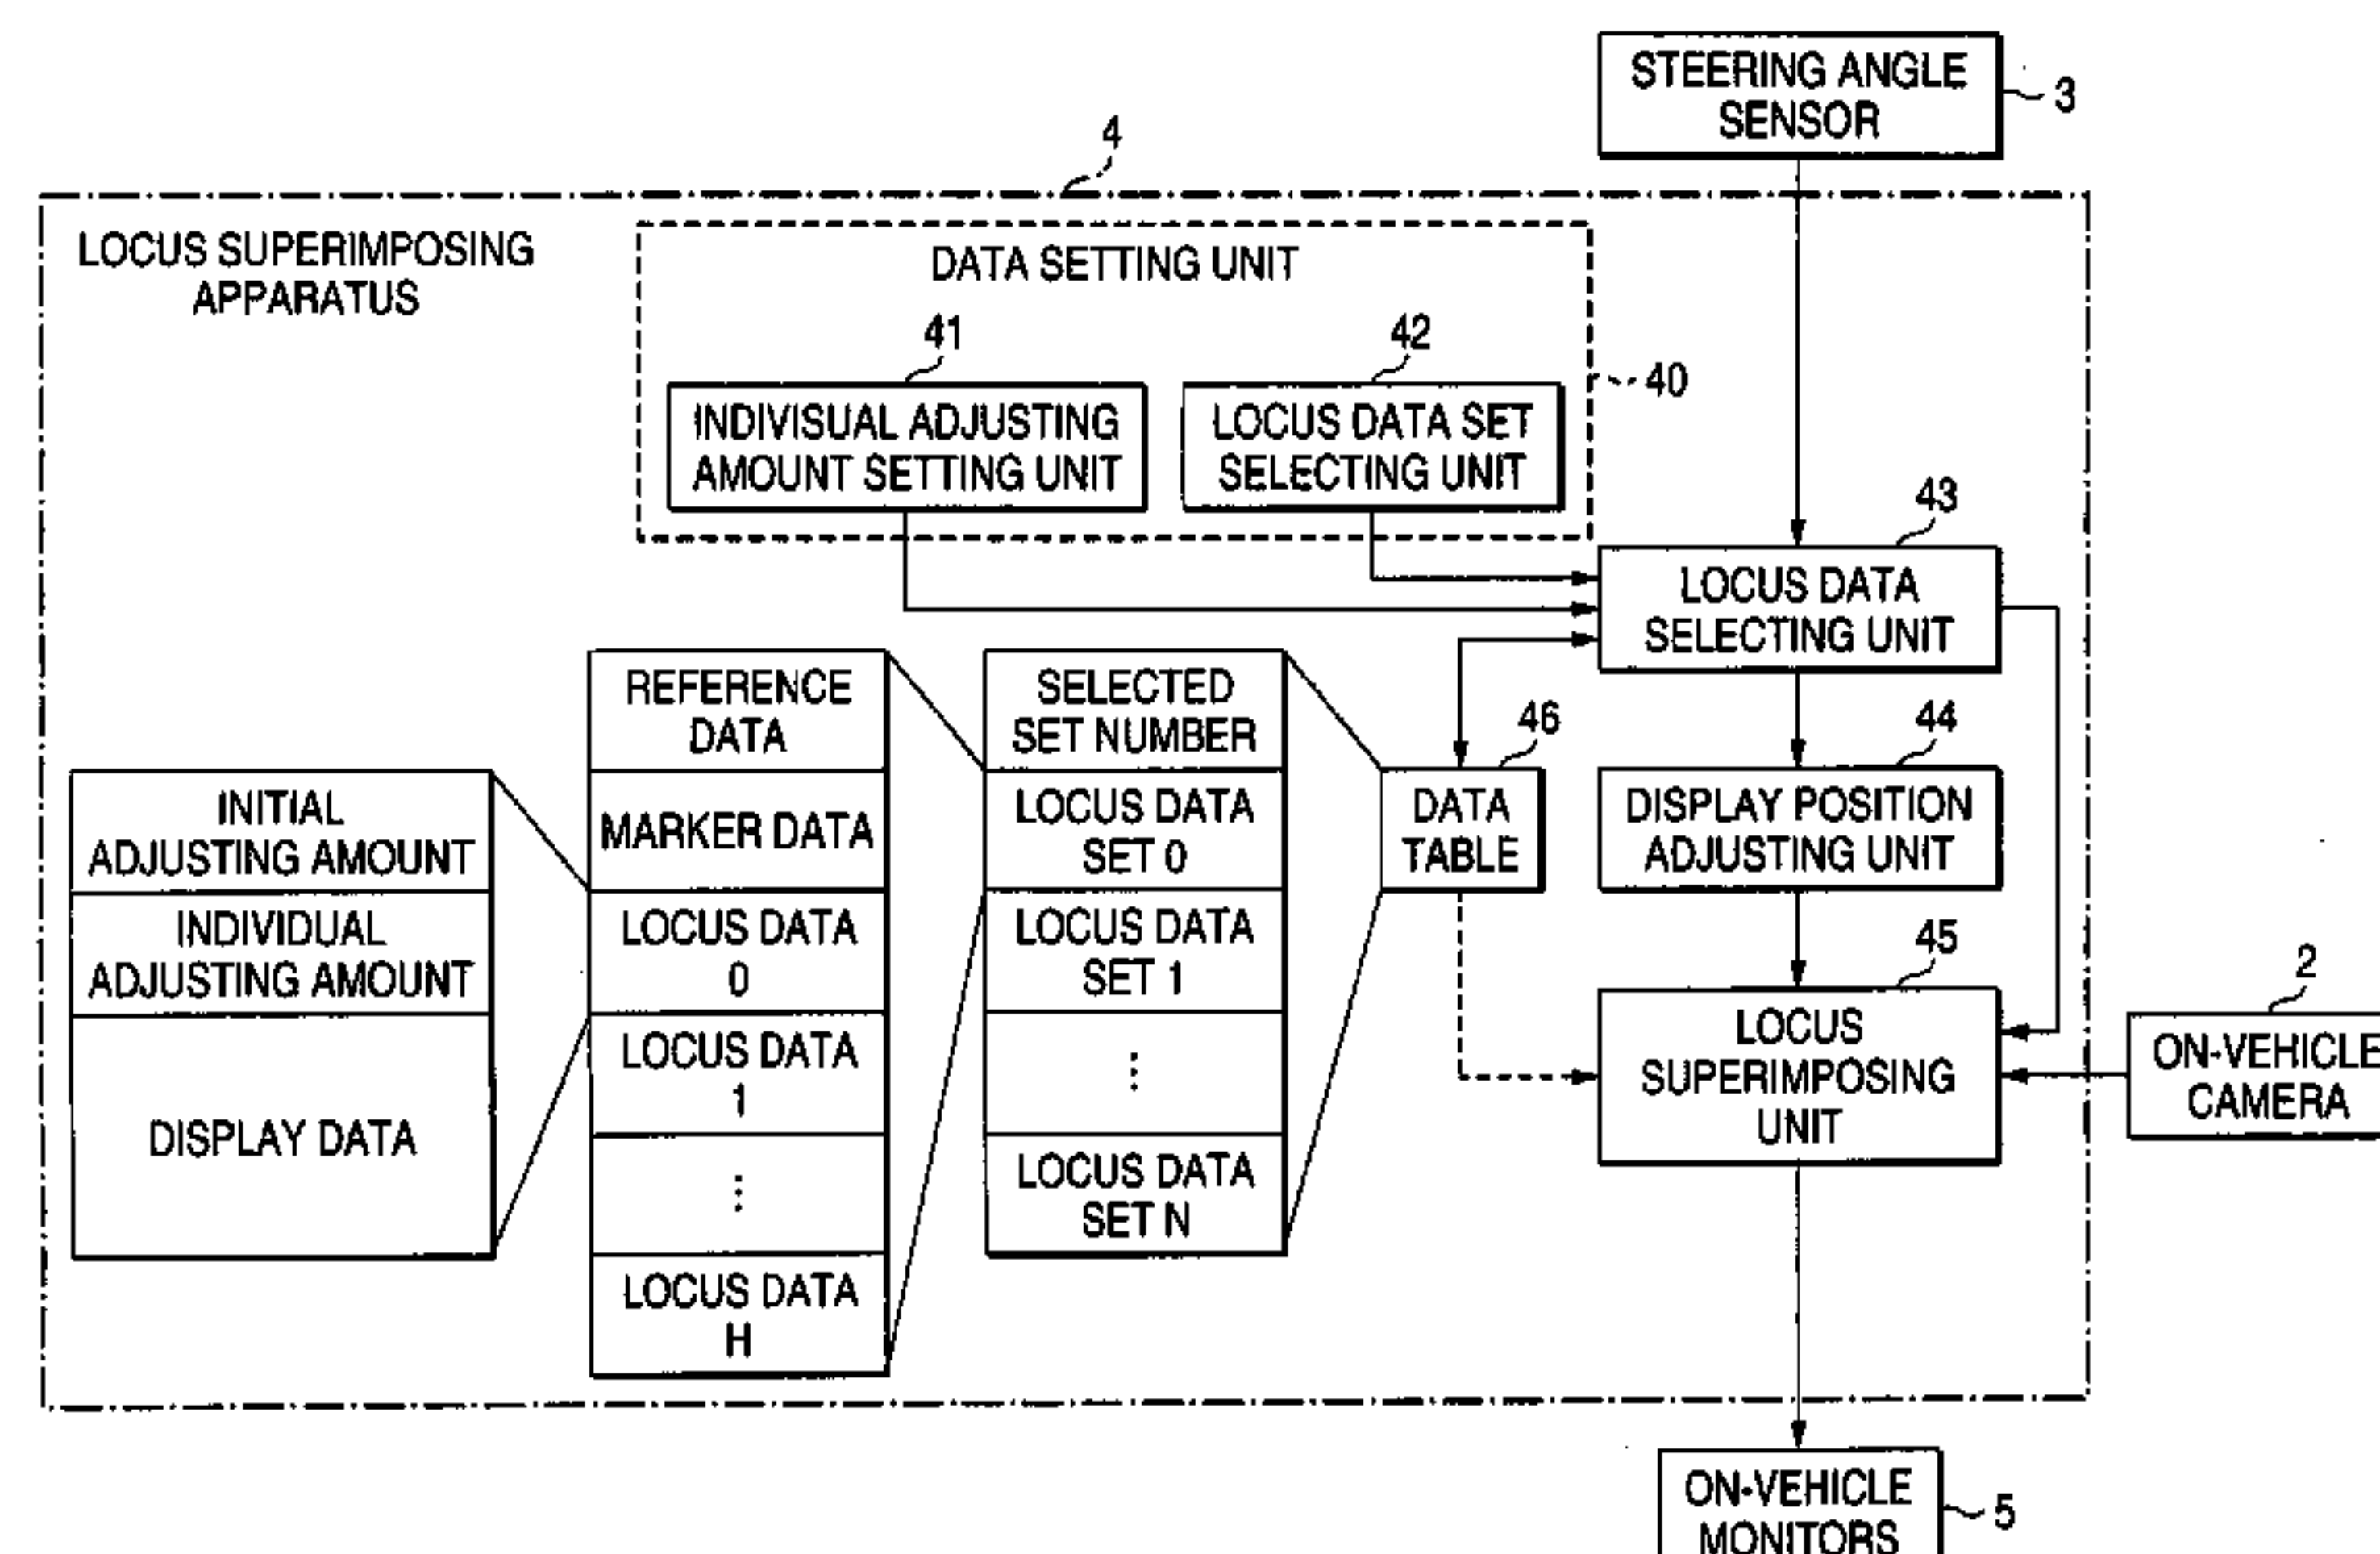 STEERING ANGLE
SENSOR
3
4
LOCUS SUPERIMPOSING
APPARATUS
DATA SETTING UNIT
41
42
40
INDIVISUAL ADJUSTING
AMOUNT SETTING UNIT
LOCUS DATA SET
SELECTING UNIT
43
LOCUS DATA
SELECTING UNIT
INITIAL
ADJUSTING AMOUNT
INDIVIDUAL
ADJUSTING AMOUNT
DISPLAY DATA
REFERENCE
DATA
MARKER DATA
LOCUS DATA
0
LOCUS DATA
1
⋮
LOCUS DATA
H
SELECTED
SET NUMBER
LOCUS DATA
SET 0
LOCUS DATA
SET 1
⋮
LOCUS DATA
SET N
46
DATA
TABLE
44
DISPLAY POSITION
ADJUSTING UNIT
45
LOCUS
SUPERIMPOSING
UNIT
2
ON-VEHICLE
CAMERA
ON-VEHICLE
MONITORS
5